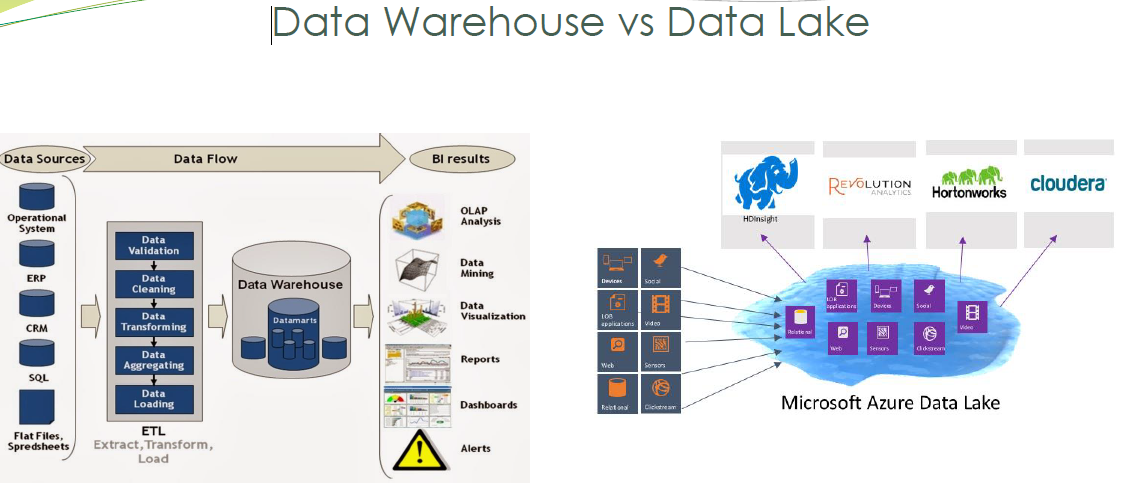 Data Warehouse vs Data Lake
Data Sources
Data Flow
BI results
Operational
System
ERP
CRM
SQL
Flat Files,
Spredsheets
Data
Validation
Data
Cleaning
Data
Transforming
Data
Aggregating
Data
Loading
ETL
Extract, Transform,
Load
Data Warehouse
Datamarts
OLAP
Analysis
Data
Mining
Data
Visualization
Reports
Dashboards
Alerts
HDInsight
REVOLUTION
ANALYTICS
Hortonworks
cloudera
Devices
Social
LOB
applications
Video
Web
Sensors
Relational
Clickstream
Relational
LOB
applications
Devices
Social
Video
Web
Sensors
Clickstream
Microsoft Azure Data Lake